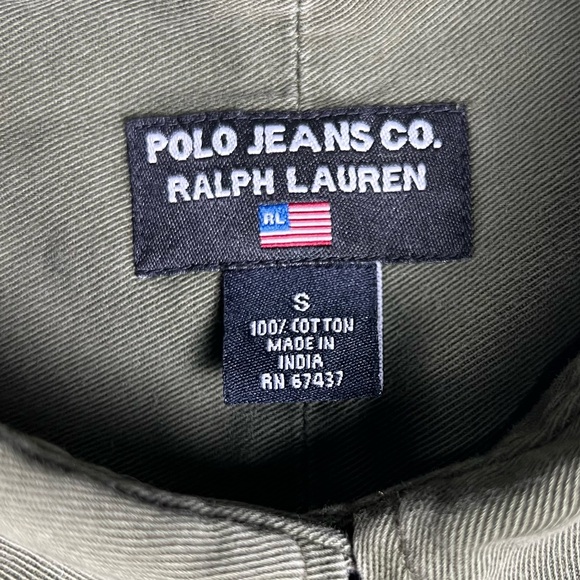 POLO JEANS CO.
RALPH LAUREN
RL
S
100% COTTON
MADE IN
INDIA
RN 67437